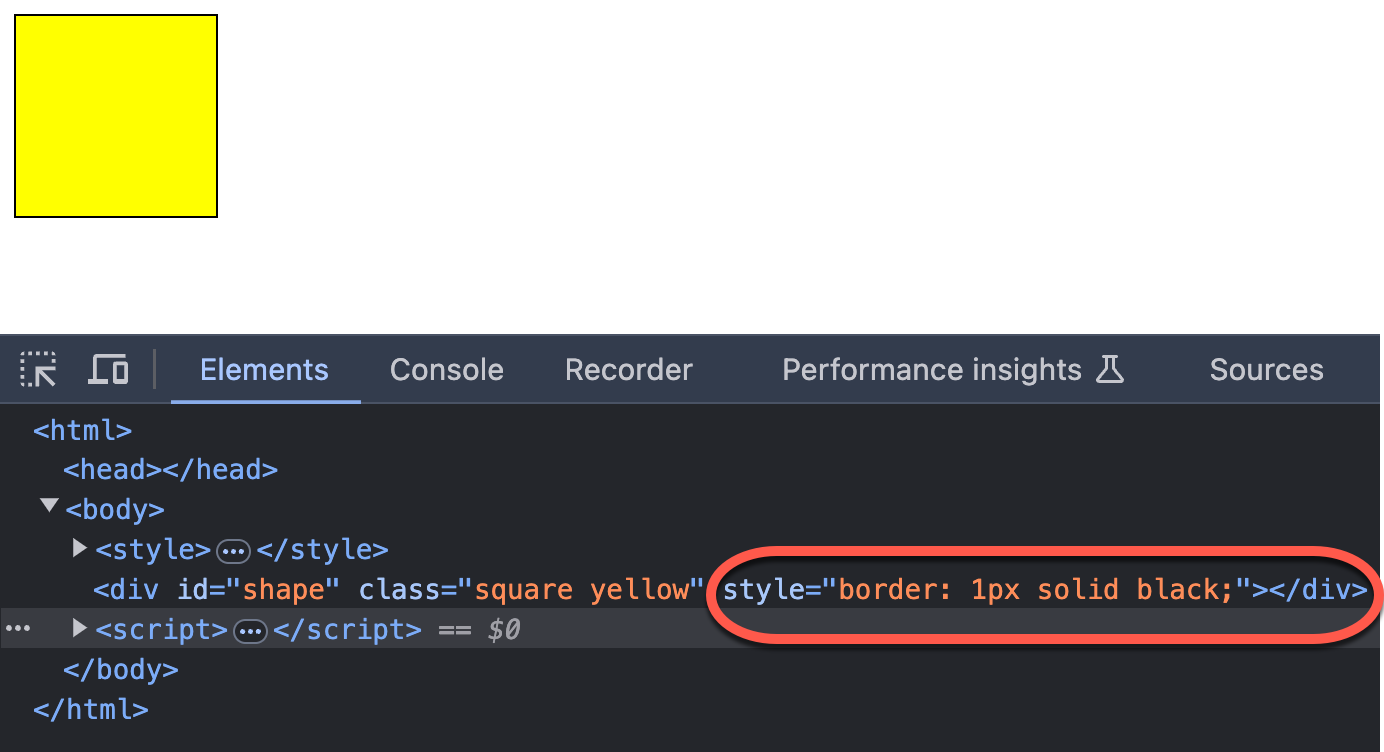 Elements Console Recorder Performance insights Sources
<html>
<head></head>
<body>
<style>…</style>
<div id="shape" class="square yellow" style="border: 1px solid black;"></div>
… <script>…</script> == $0
</body>
</html>